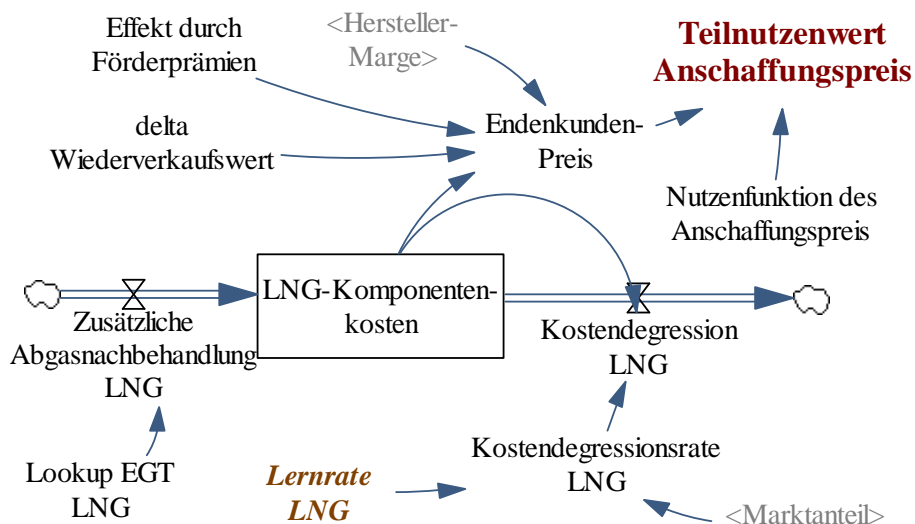 Effekt durch
Förderprämien
<Hersteller-
Marge>
Teilnutzenwert
Anschaffungspreis
delta
Wiederverkaufswert
Endenkunden-
Preis
Nutzenfunktion des
Anschaffungspreis
LNG-Komponenten-
kosten
Zusätzliche
Abgasnachbehandlung
LNG
Kostendegression
LNG
Lookup EGT
LNG
Lernrate
LNG
Kostendegressionsrate
LNG
<Marktanteil>